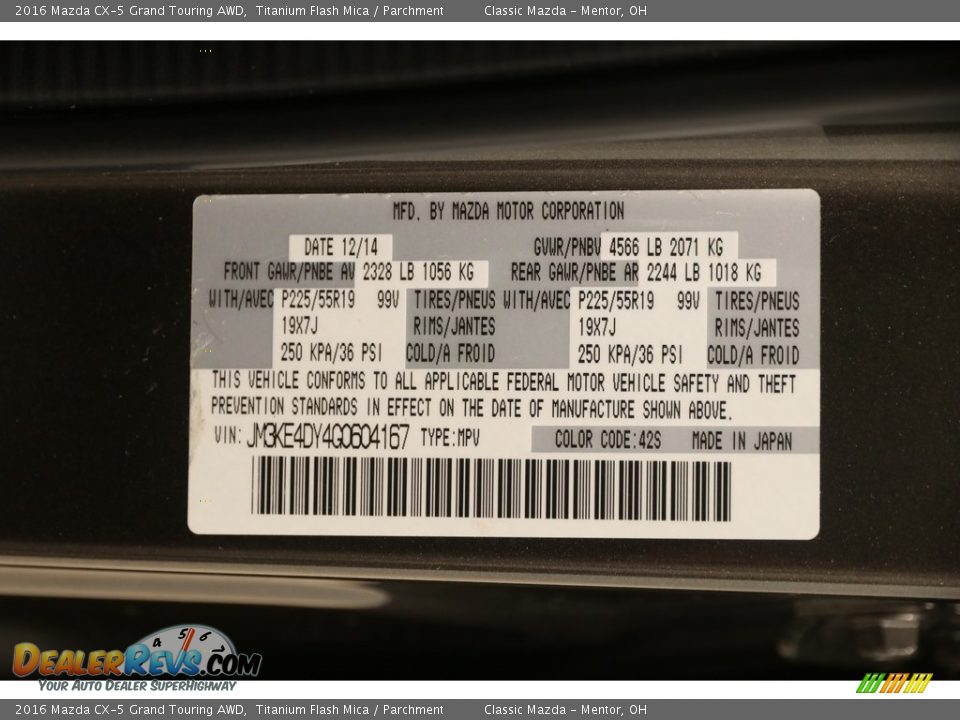 2016 Mazda CX-5 Grand Touring AWD, Titanium Flash Mica / Parchment Classic Mazda - Mentor, OH
MFD. BY MAZDA MOTOR CORPORATION
DATE 12/14 GVWR/PNBV 4566 LB 2071 KG
FRONT GAWR/PNBE AV 2328 LB 1056 KG REAR GAWR/PNBE AR 2244 LB 1018 KG
WITH/AVEC P225/55R19 99V TIRES/PNEUS WITH/AVEC P225/55R19 99V TIRES/PNEUS
19X7J RIMS/JANTES 19X7J RIMS/JANTES
250 KPA/36 PSI COLD/A FROID 250 KPA/36 PSI COLD/A FROID
THIS VEHICLE CONFORMS TO ALL APPLICABLE FEDERAL MOTOR VEHICLE SAFETY AND THEFT
PREVENTION STANDARDS IN EFFECT ON THE DATE OF MANUFACTURE SHOWN ABOVE.
VIN: JM3KE4DY4G0604167 TYPE:MPV COLOR CODE:42S MADE IN JAPAN
4 5 6
DEALERREVS.COM
YOUR AUTO DEALER SUPERHIGHWAY
2016 Mazda CX-5 Grand Touring AWD, Titanium Flash Mica / Parchment Classic Mazda - Mentor, OH